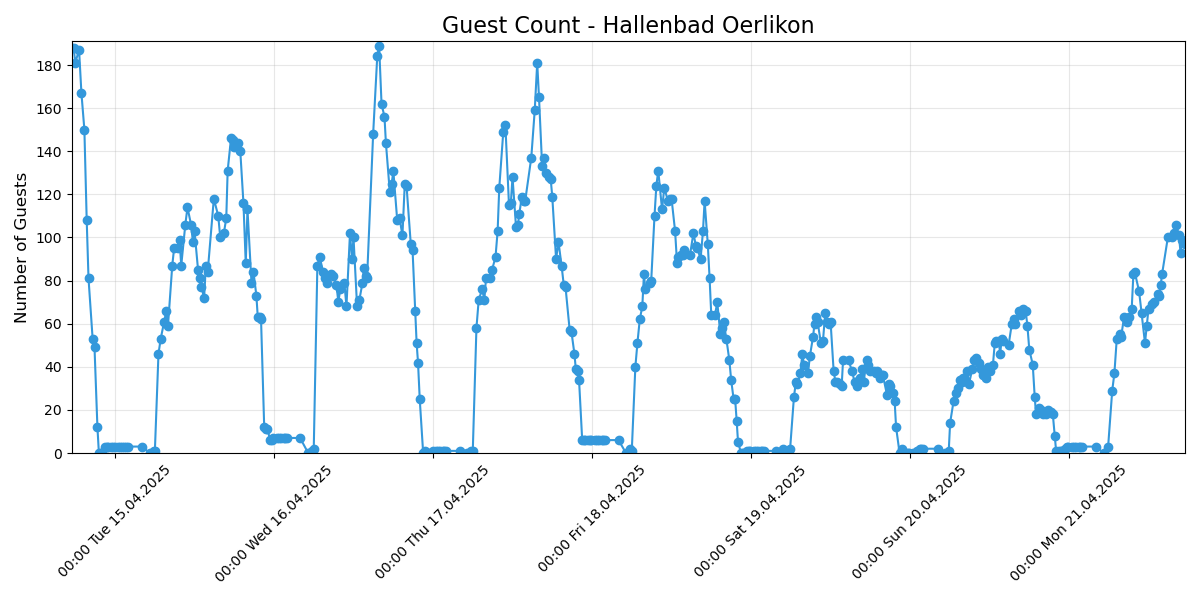 Guest Count - Hallenbad Oerlikon
Number of Guests
180
160
140
120
100
80
60
40
20
0
00:00 Tue 15.04.2025
00:00 Wed 16.04.2025
00:00 Thu 17.04.2025
00:00 Fri 18.04.2025
00:00 Sat 19.04.2025
00:00 Sun 20.04.2025
00:00 Mon 21.04.2025